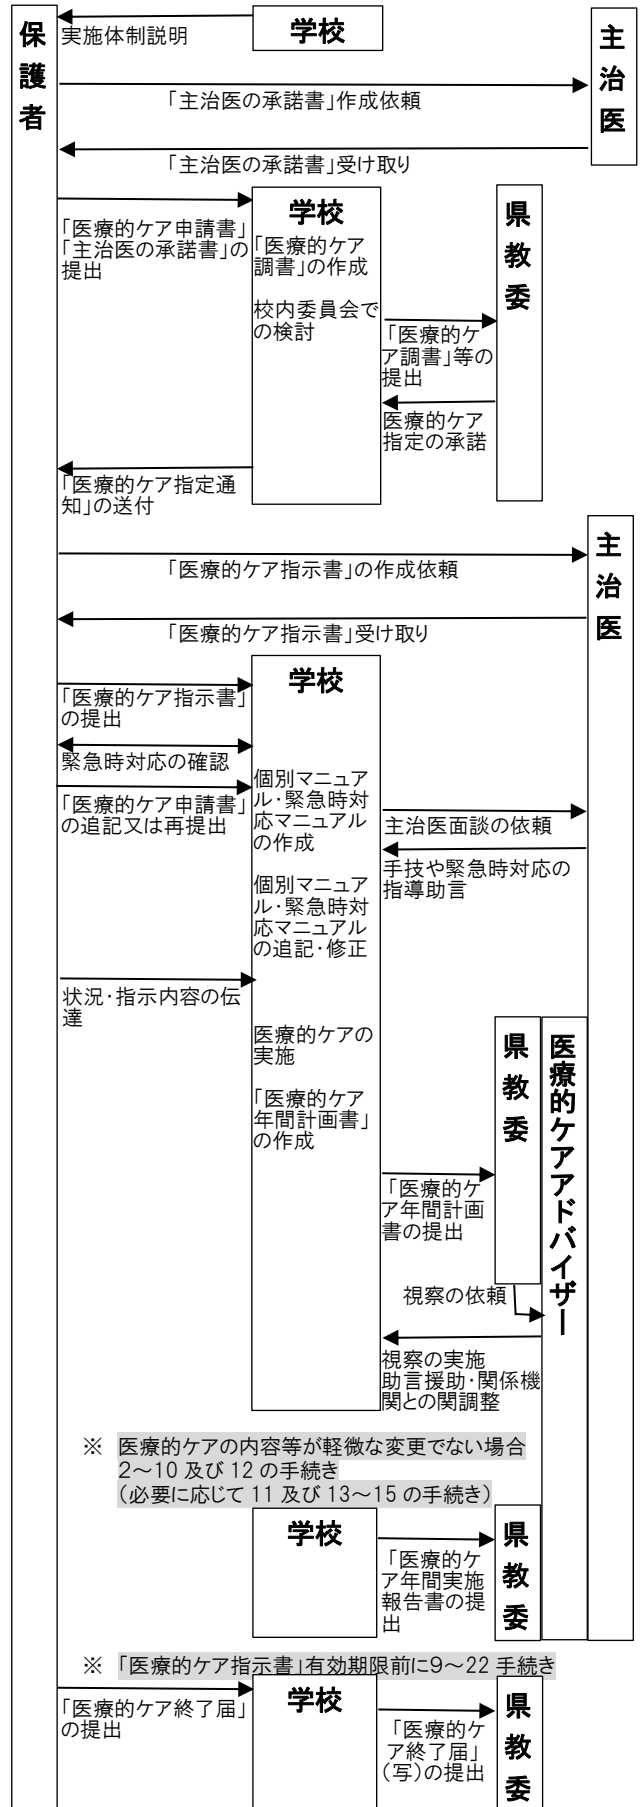 保護者
学校
主治医
実施体制説明
「主治医の承諾書」作成依頼
「主治医の承諾書」受け取り
「医療的ケア申請書」
「主治医の承諾書」の
提出
学校
「医療的ケア
調書」の作成
校内委員会で
の検討
県教委
「医療的ケ
ア調書」等の
提出
医療的ケア
指定の承諾
「医療的ケア指定通
知」の送付
主治医
「医療的ケア指示書」の作成依頼
「医療的ケア指示書」受け取り
学校
「医療的ケア指示書」
の提出
緊急時対応の確認
「医療的ケア申請書」
の追記又は再提出
個別マニュア
ル・緊急時対
応マニュアル
の作成
主治医面談の依頼
手技や緊急時対応の
指導助言
個別マニュア
ル・緊急時対
応マニュアル
の追記・修正
状況・指示内容の伝
達
医療的ケアの
実施
「医療的ケア
年間計画書」
の作成
県教委
医療的ケアアドバイザー
「医療的ケ
ア年間計画
書の提出
視察の依頼
視察の実施
助言援助・関係機
関との関調整
※ 医療的ケアの内容等が軽微な変更でない場合
2～10 及び 12 の手続き
（必要に応じて 11 及び 13～15 の手続き）
学校
「医療的ケ
ア年間実施
報告書の提
出
県教委
※ 「医療的ケア指示書」有効期限前に9～22 手続き
「医療的ケア終了届」
の提出
学校
「医療的ケ
ア終了届」
（写）の提出
県教委